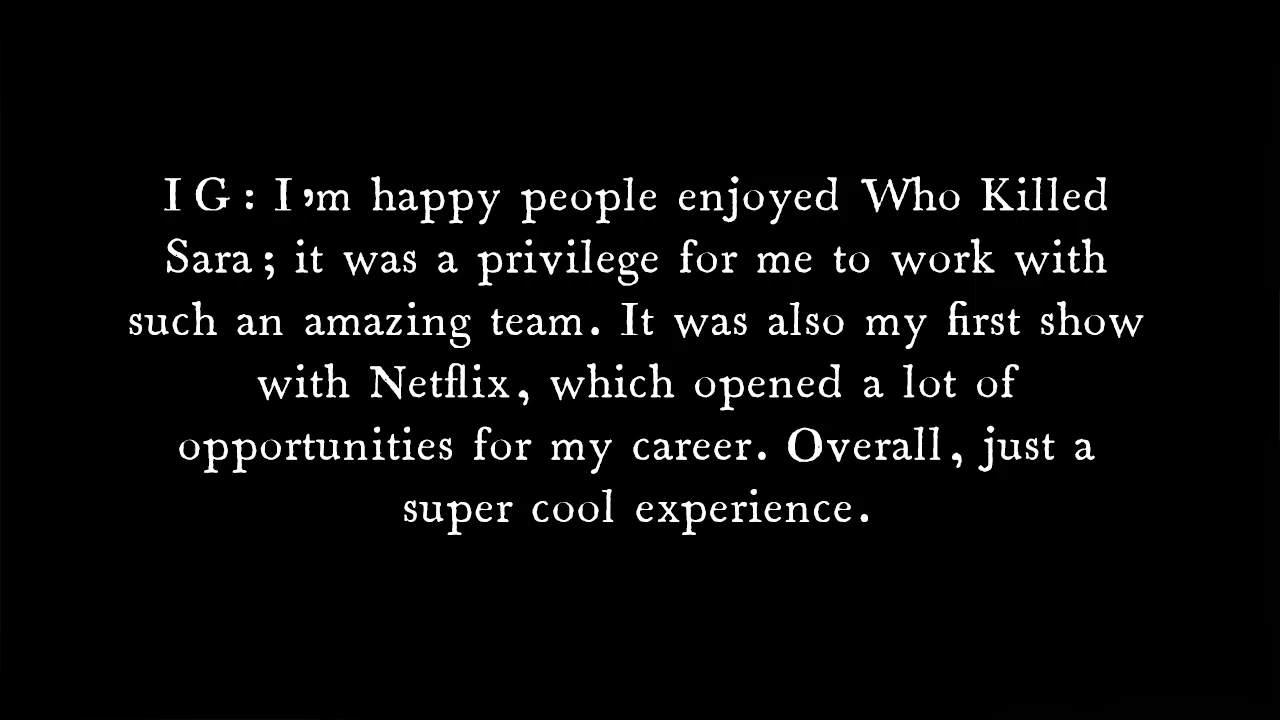 IG: I'm happy people enjoyed Who Killed
Sara; it was a privilege for me to work with
such an amazing team. It was also my first show
with Netflix, which opened a lot of
opportunities for my career. Overall, just a
super cool experience.